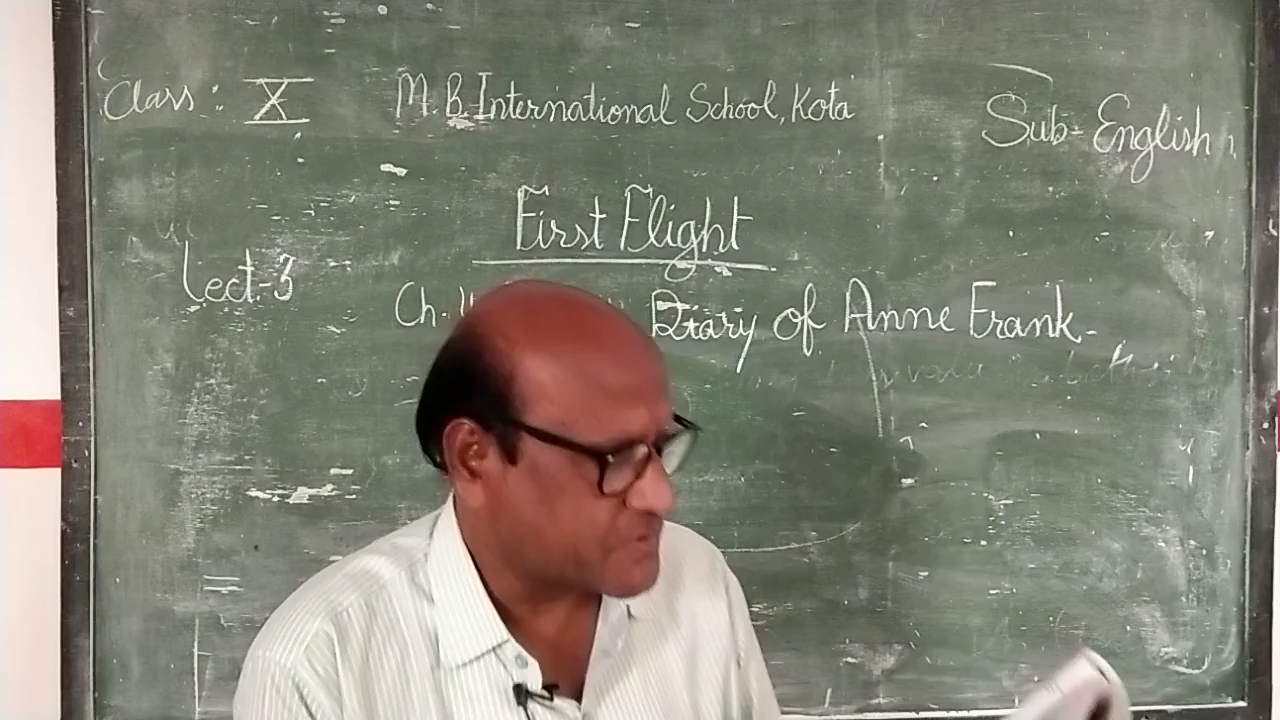 Class: X M.B. International School, Kota Sub- English
First Flight
Lect-3
Ch. Diary of Anne Frank-